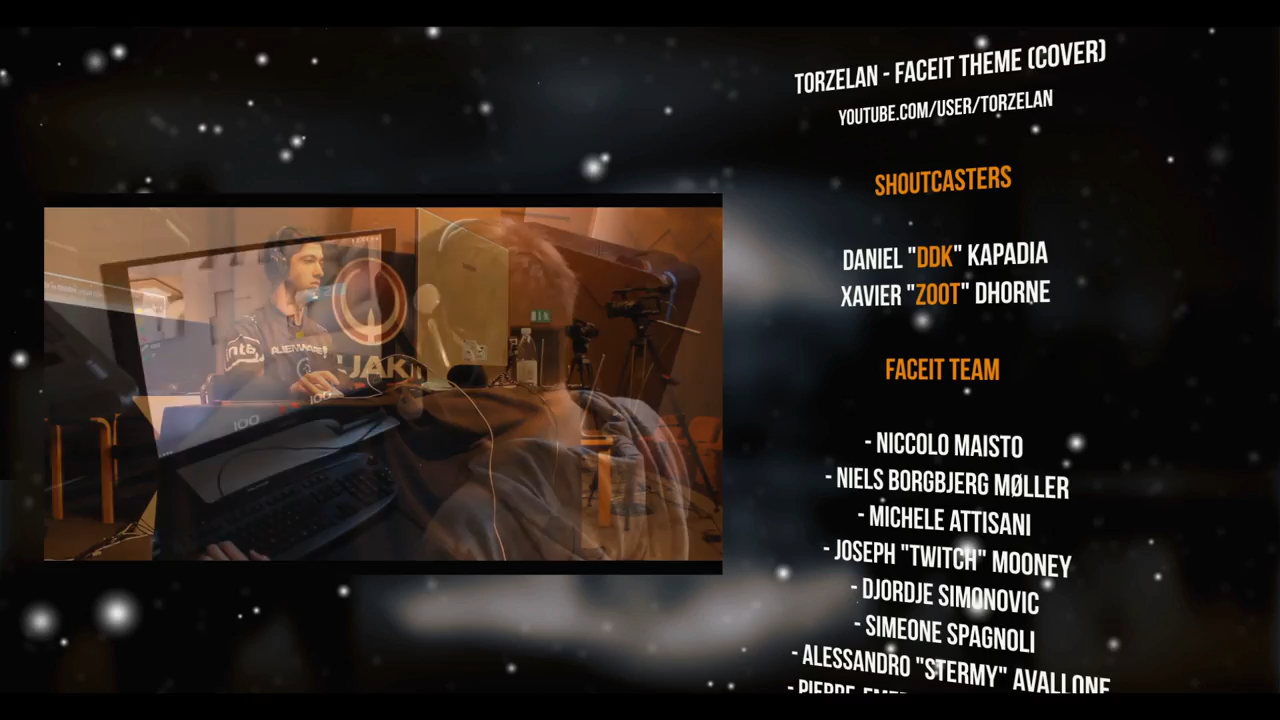 TORZELAN - FACEIT THEME (COVER)
YOUTUBE.COM/USER/TORZELAN
SHOUTCASTERS
DANIEL "DDK" KAPADIA
XAVIER "ZOOT" DHORNE
FACEIT TEAM
- NICCOLO MAISTO
- NIELS BORGBJERG MØLLER
- MICHELE ATTISANI
- JOSEPH "TWITCH" MOONEY
- DJORDJE SIMONOVIC
- SIMEONE SPAGNOLI
- ALESSANDRO "STERMY" AVALLONE
ALIENWARE